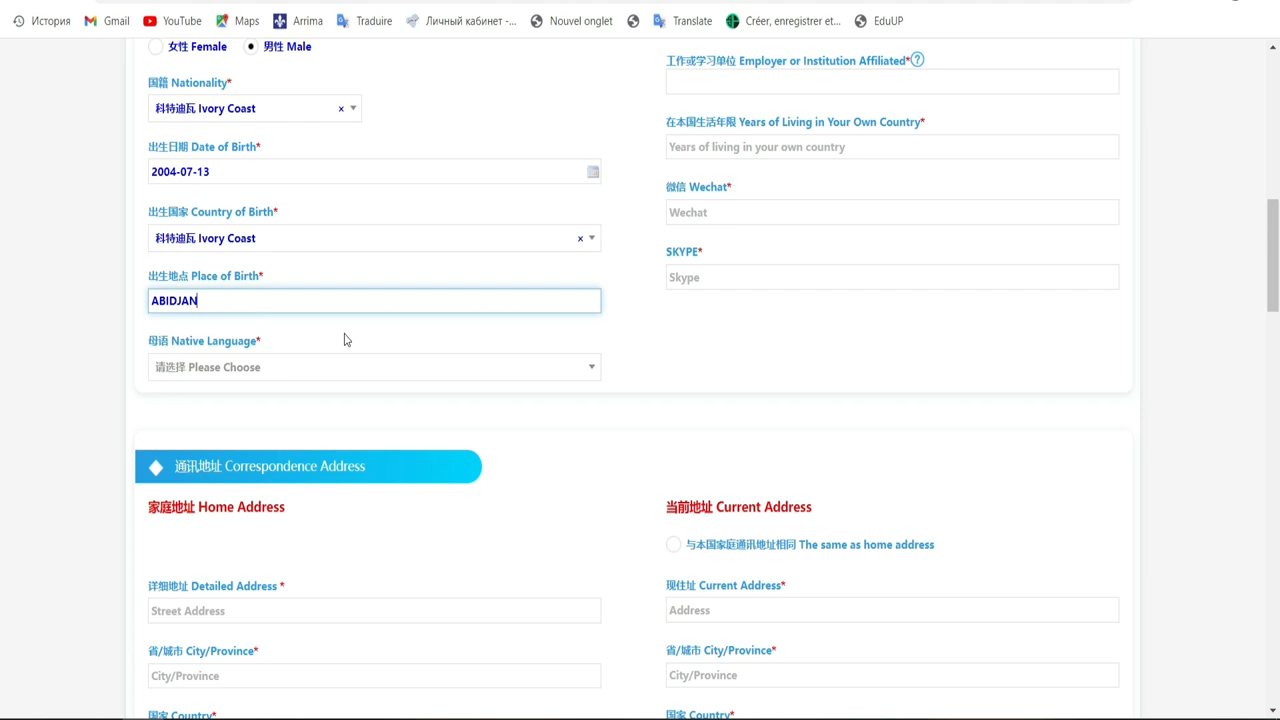 История Gmail YouTube Maps Arrima Traduire Личный кабинет -... Nouvel onglet Translate Créer, enregistrer et... EduUP
女性 Female 男性 Male
国籍 Nationality*
科特迪瓦 Ivory Coast ×
出生日期 Date of Birth*
2004-07-13
出生国家 Country of Birth*
科特迪瓦 Ivory Coast ×
出生地点 Place of Birth*
ABIDJAN
母语 Native Language*
请选择 Please Choose
工作或学习单位 Employer or Institution Affiliated*?
在本国生活年限 Years of Living in Your Own Country*
Years of living in your own country
微信 Wechat*
Wechat
SKYPE*
Skype
通讯地址 Correspondence Address
家庭地址 Home Address
详细地址 Detailed Address *
Street Address
省/城市 City/Province*
City/Province
国家 Country*
当前地址 Current Address
与本国家庭通讯地址相同 The same as home address
现住址 Current Address*
Address
省/城市 City/Province*
City/Province
国家 Country*